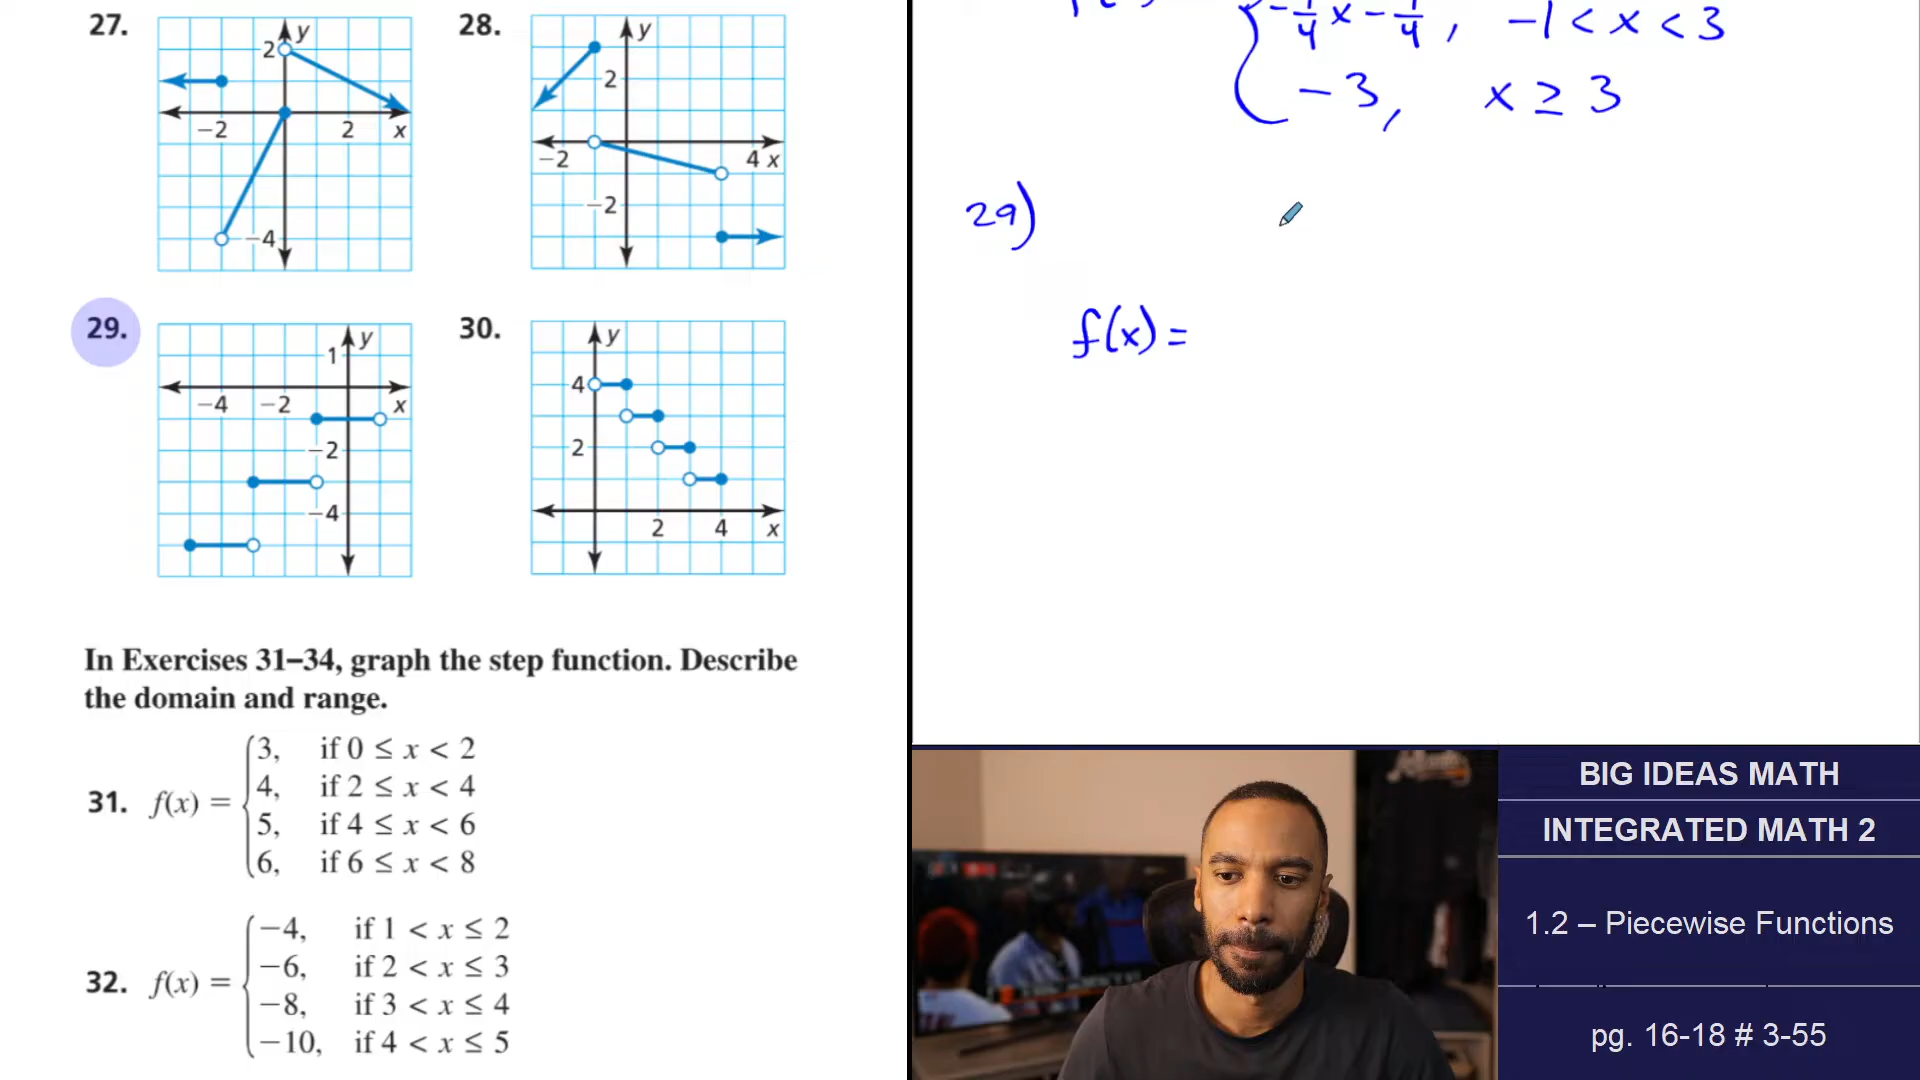 27.
y
2
-2
2
x
-4
28.
y
2
-2
4 x
-2
29.
y
1
-4
-2
x
-2
-4
30.
y
4
2
2
4
x
In Exercises 31–34, graph the step function. Describe
the domain and range.
31. f(x) = { 3, if 0 ≤ x < 2
4, if 2 ≤ x < 4
5, if 4 ≤ x < 6
6, if 6 ≤ x < 8
32. f(x) = { −4, if 1 < x ≤ 2
−6, if 2 < x ≤ 3
−8, if 3 < x ≤ 4
−10, if 4 < x ≤ 5
-1/4 x - 1/4, -1 < x < 3
-3, x ≥ 3
29)
f(x) =
BIG IDEAS MATH
INTEGRATED MATH 2
1.2 – Piecewise Functions
pg. 16-18 # 3-55